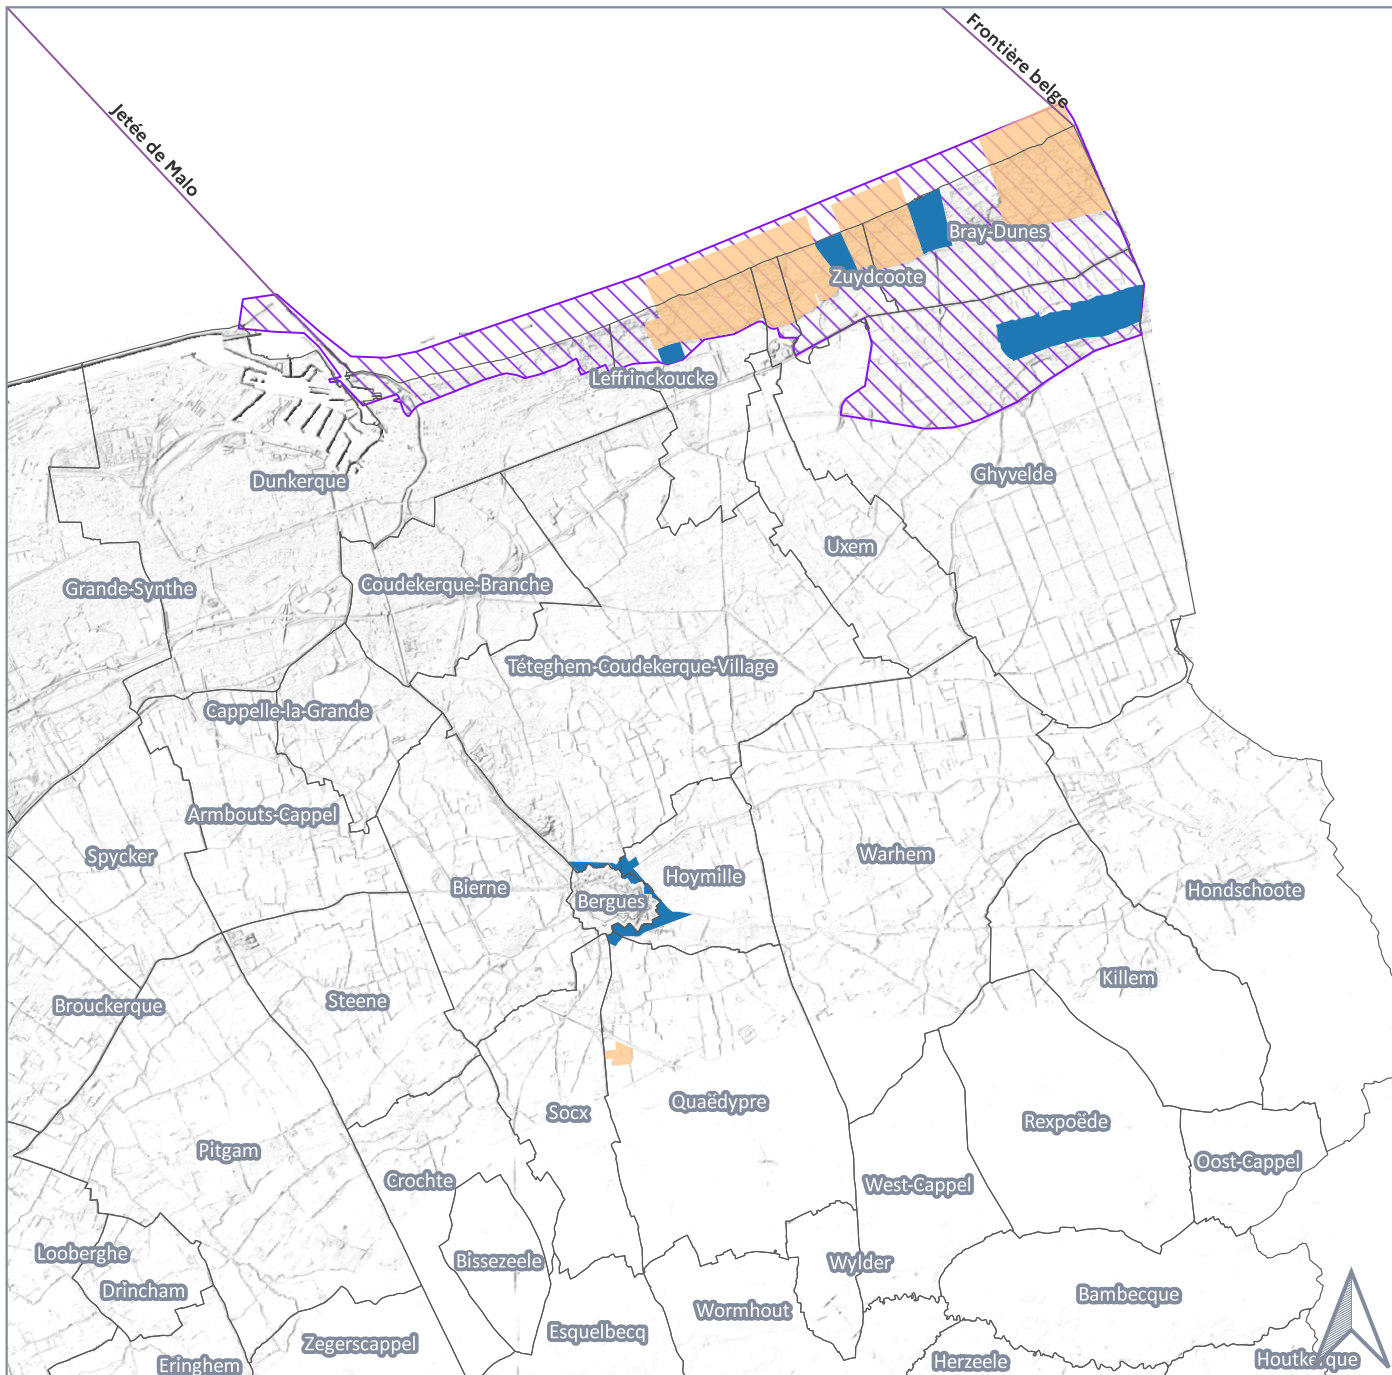 Frontière belge
Jetée de Malo
Bray-Dunes
Zuydcoote
Leffrinckoucke
Ghyvelde
Dunkerque
Uxem
Coudekerque-Branche
Grande-Synthe
Téteghem-Coudekerque-Village
Cappelle-la-Grande
Armbouts-Cappel
Spycker
Warhem
Hoymille
Bierne
Hondschoote
Bergues
Killem
Steene
Brouckerque
Quaëdypre
Socx
Rexpoëde
Pitgam
Oost-Cappel
Crochte
West-Cappel
Looberghe
Bissezeele
Wylder
Drincham
Bambecque
Wormhout
Esquelbecq
Zegerscappel
Herzeele
Houtkerque
Eringhem